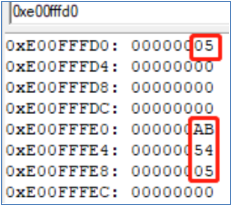 0xe00fffd0
0xE00FFFD0: 00000005
0xE00FFFD4: 00000000
0xE00FFFD8: 00000000
0xE00FFFDC: 00000000
0xE00FFFE0: 000000AB
0xE00FFFE4: 00000054
0xE00FFFE8: 00000005
0xE00FFFEC: 00000000